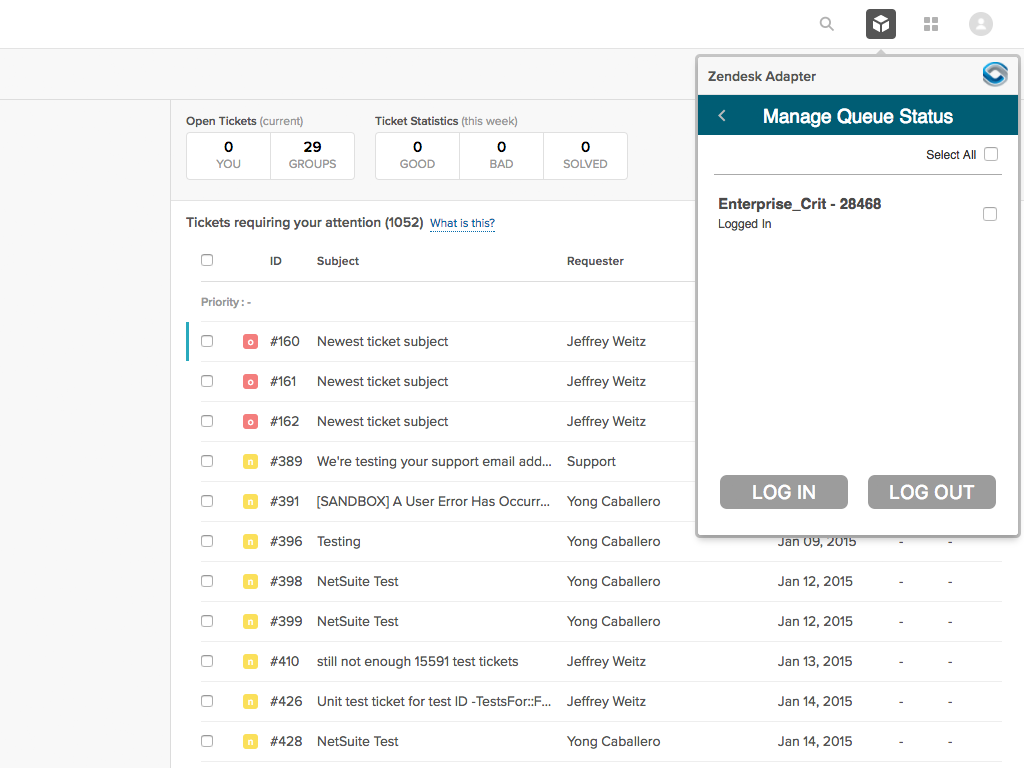 Zendesk Adapter
Manage Queue Status
Select All
Enterprise_Crit - 28468
Logged In
LOG IN LOG OUT
Open Tickets (current) Ticket Statistics (this week)
0 29 0 0 0
YOU GROUPS GOOD BAD SOLVED
Tickets requiring your attention (1052) What is this?
ID Subject Requester
Priority : -
o #160 Newest ticket subject Jeffrey Weitz
o #161 Newest ticket subject Jeffrey Weitz
o #162 Newest ticket subject Jeffrey Weitz
n #389 We're testing your support email add... Support
n #391 [SANDBOX] A User Error Has Occurr... Yong Caballero
n #396 Testing Yong Caballero Jan 09, 2015 - -
n #398 NetSuite Test Yong Caballero Jan 12, 2015 - -
n #399 NetSuite Test Yong Caballero Jan 12, 2015 - -
n #410 still not enough 15591 test tickets Jeffrey Weitz Jan 13, 2015 - -
n #426 Unit test ticket for test ID -TestsFor::F... Jeffrey Weitz Jan 14, 2015 - -
n #428 NetSuite Test Yong Caballero Jan 14, 2015 - -